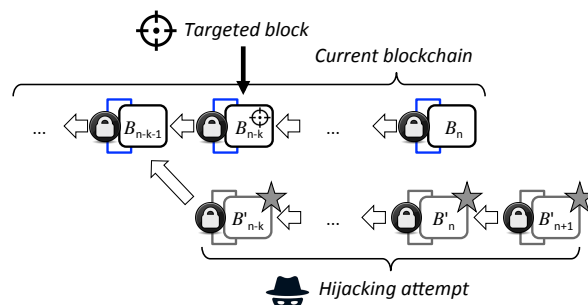 Targeted block
Current blockchain
... B_{n-k-1} B_{n-k} ... B_n
B'_{n-k} ... B'_n B'_{n+1}
Hijacking attempt